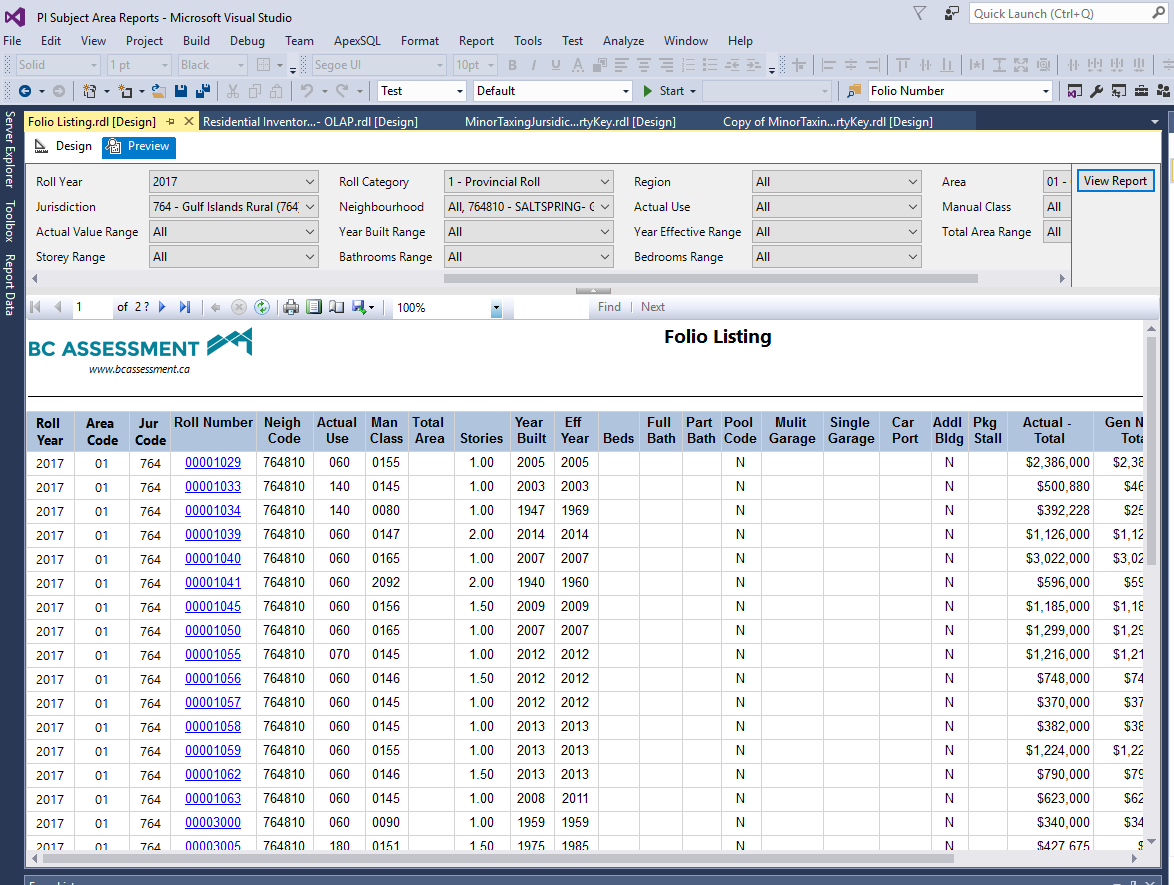 PI Subject Area Reports - Microsoft Visual Studio
Quick Launch (Ctrl+Q)
File Edit View Project Build Debug Team ApexSQL Format Report Tools Test Analyze Window Help
Solid 1 pt Black Segoe UI 10pt B I U A
Test Default Start Folio Number
Folio Listing.rdl [Design] Residential Inventor...- OLAP.rdl [Design] MinorTaxingJursidic...rtyKey.rdl [Design] Copy of MinorTaxin...rtyKey.rdl [Design]
Server Explorer
Toolbox
Report Data
Design Preview
Roll Year 2017 Roll Category 1 - Provincial Roll Region All Area 01 - View Report
Jurisdiction 764 - Gulf Islands Rural (764) Neighbourhood All, 764810 - SALTSPRING- G Actual Use All Manual Class All
Actual Value Range All Year Built Range All Year Effective Range All Total Area Range All
Storey Range All Bathrooms Range All Bedrooms Range All
1 of 2 ? 100% Find | Next
BC ASSESSMENT
www.bcassessment.ca
Folio Listing
Roll Year Area Code Jur Code Roll Number Neigh Code Actual Use Man Class Total Area Stories Year Built Eff Year Beds Full Bath Part Bath Pool Code Mulit Garage Single Garage Car Port Addl Bldg Pkg Stall Actual - Total Gen N Tota
2017 01 764 00001029 764810 060 0155 1.00 2005 2005 N N $2,386,000 $2,38
2017 01 764 00001033 764810 140 0145 1.00 2003 2003 N N $500,880 $46
2017 01 764 00001034 764810 140 0080 1.00 1947 1969 N N $392,228 $25
2017 01 764 00001039 764810 060 0147 2.00 2014 2014 N N $1,126,000 $1,12
2017 01 764 00001040 764810 060 0165 1.00 2007 2007 N N $3,022,000 $3,02
2017 01 764 00001041 764810 060 2092 2.00 1940 1960 N N $596,000 $59
2017 01 764 00001045 764810 060 0156 1.50 2009 2009 N N $1,185,000 $1,18
2017 01 764 00001050 764810 060 0165 1.00 2007 2007 N N $1,299,000 $1,29
2017 01 764 00001055 764810 070 0145 1.00 2012 2012 N N $1,216,000 $1,21
2017 01 764 00001056 764810 060 0146 1.50 2012 2012 N N $748,000 $74
2017 01 764 00001057 764810 060 0145 1.00 2012 2012 N N $370,000 $37
2017 01 764 00001058 764810 060 0145 1.00 2013 2013 N N $382,000 $38
2017 01 764 00001059 764810 060 0155 1.00 2013 2013 N N $1,224,000 $1,22
2017 01 764 00001062 764810 060 0146 1.50 2013 2013 N N $790,000 $79
2017 01 764 00001063 764810 060 0145 1.00 2008 2011 N N $623,000 $62
2017 01 764 00003000 764810 060 0090 1.00 1959 1959 N N $340,000 $34
2017 01 764 00003005 764810 180 0151 1.50 1975 1985 N N $427,675 $